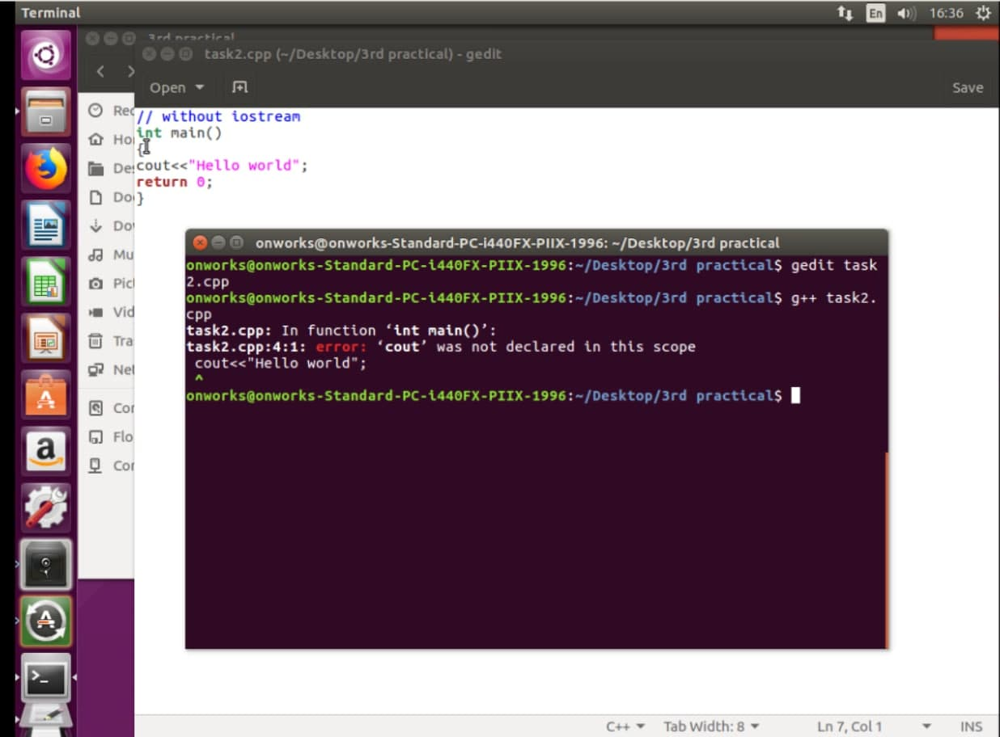 Terminal
En
16:36
3rd practical
task2.cpp (~/Desktop/3rd practical) - gedit
Open
Save
Rec
Ho
Des
Do
Do
Mu
Pic
Vid
Tra
Net
Cor
Flo
Cor
// without iostream
int main()
{
cout<<"Hello world";
return 0;
}
onworks@onworks-Standard-PC-i440FX-PIIX-1996: ~/Desktop/3rd practical
onworks@onworks-Standard-PC-i440FX-PIIX-1996:~/Desktop/3rd practical$ gedit task
2.cpp
onworks@onworks-Standard-PC-i440FX-PIIX-1996:~/Desktop/3rd practical$ g++ task2.
cpp
task2.cpp: In function ‘int main()’:
task2.cpp:4:1: error: ‘cout’ was not declared in this scope
cout<<"Hello world";
^
onworks@onworks-Standard-PC-i440FX-PIIX-1996:~/Desktop/3rd practical$
C++ Tab Width: 8 Ln 7, Col 1 INS